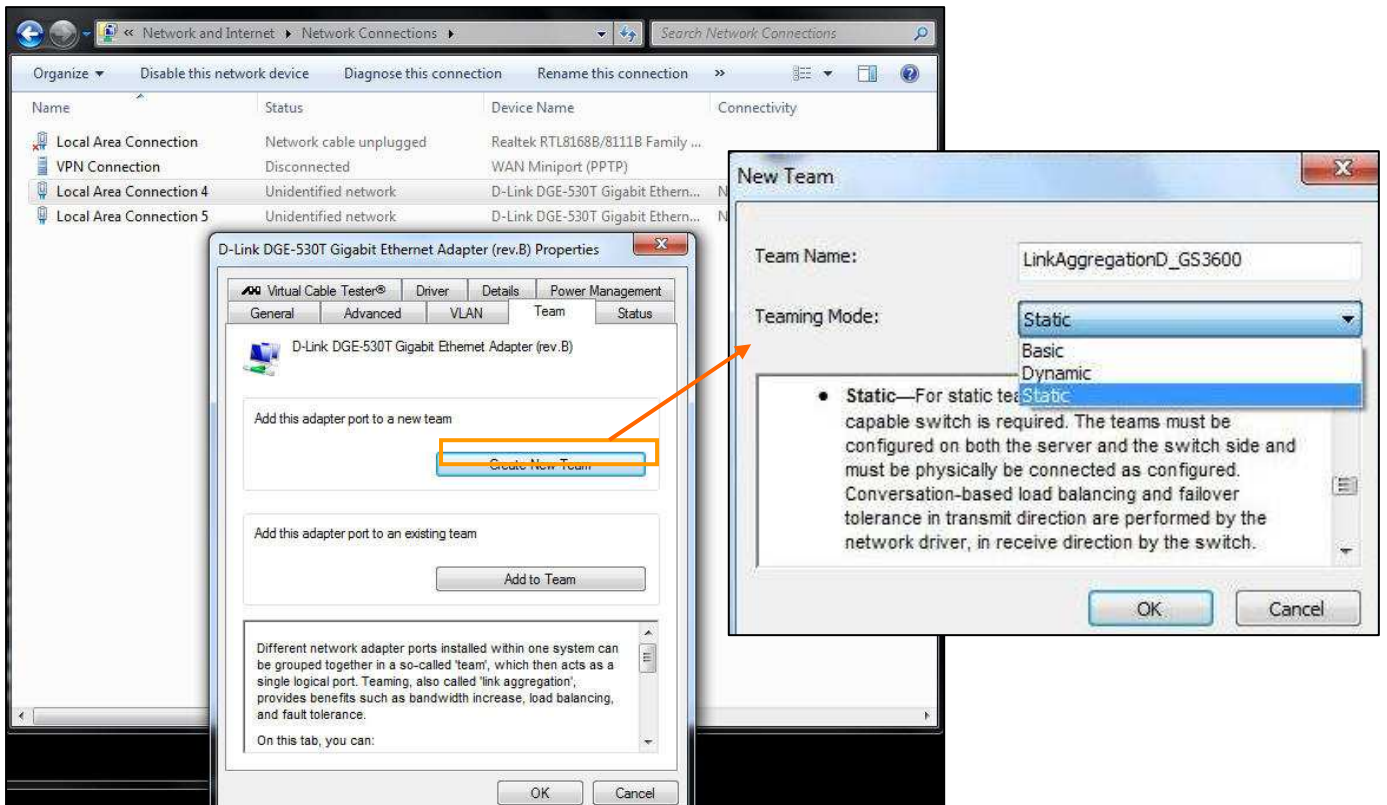 « Network and Internet ▸ Network Connections ▸
Search Network Connections
Organize ▾ Disable this network device Diagnose this connection Rename this connection »
Name Status Device Name Connectivity
Local Area Connection Network cable unplugged Realtek RTL8168B/8111B Family ...
VPN Connection Disconnected WAN Miniport (PPTP)
Local Area Connection 4 Unidentified network D-Link DGE-530T Gigabit Ethern... N
Local Area Connection 5 Unidentified network D-Link DGE-530T Gigabit Ethern... N
D-Link DGE-530T Gigabit Ethernet Adapter (rev.B) Properties
Virtual Cable Tester® Driver Details Power Management
General Advanced VLAN Team Status
D-Link DGE-530T Gigabit Ethernet Adapter (rev.B)
Add this adapter port to a new team
Create New Team
Add this adapter port to an existing team
Add to Team
Different network adapter ports installed within one system can
be grouped together in a so-called 'team', which then acts as a
single logical port. Teaming, also called 'link aggregation',
provides benefits such as bandwidth increase, load balancing,
and fault tolerance.
On this tab, you can:
OK Cancel
New Team
Team Name: LinkAggregationD_GS3600
Teaming Mode: Static
Basic
Dynamic
Static
• Static—For static tea
capable switch is required. The teams must be
configured on both the server and the switch side and
must be physically be connected as configured.
Conversation-based load balancing and failover
tolerance in transmit direction are performed by the
network driver, in receive direction by the switch.
OK Cancel